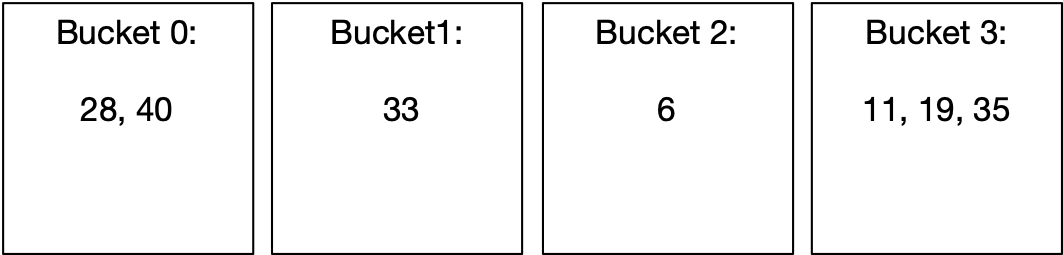 Bucket 0:
28, 40
Bucket1:
33
Bucket 2:
6
Bucket 3:
11, 19, 35